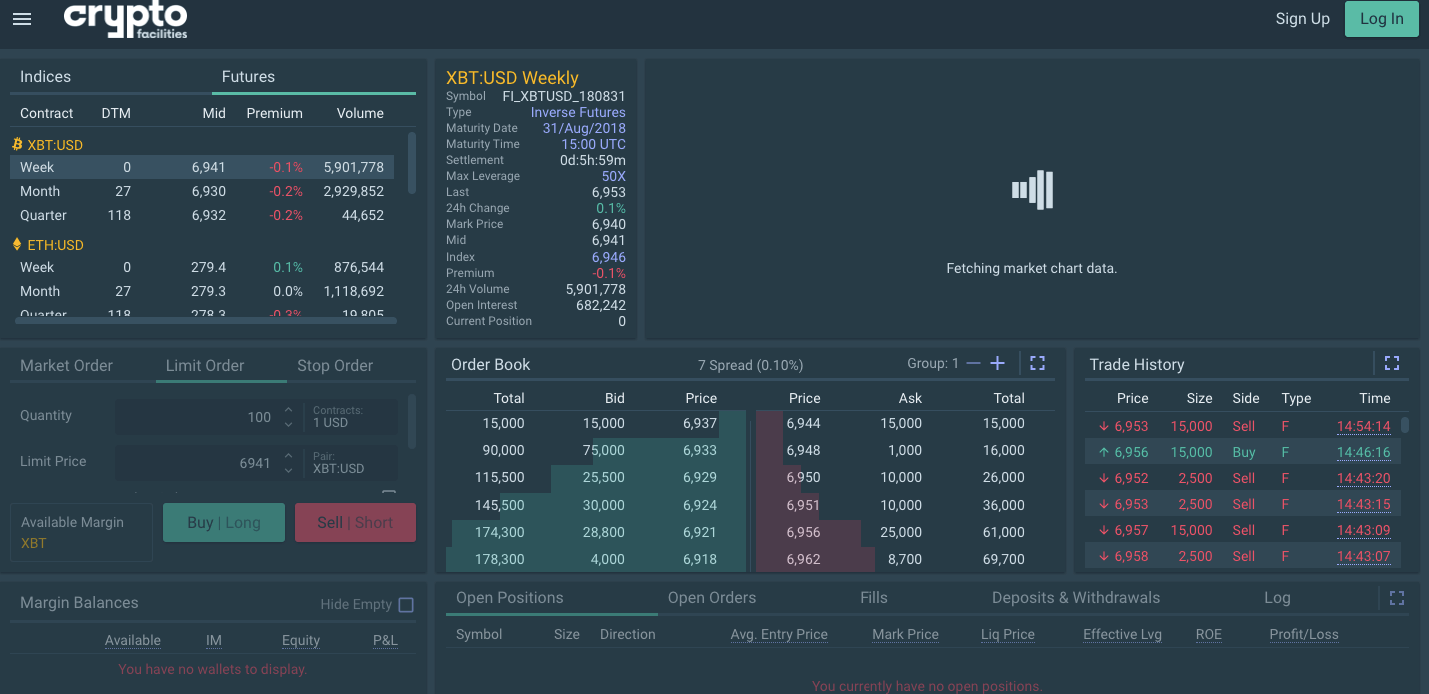 crypto
facilities
Sign Up Log In
Indices Futures
Contract DTM Mid Premium Volume
XBT:USD
Week 0 6,941 -0.1% 5,901,778
Month 27 6,930 -0.2% 2,929,852
Quarter 118 6,932 -0.2% 44,652
ETH:USD
Week 0 279.4 0.1% 876,544
Month 27 279.3 0.0% 1,118,692
Quarter 118 278.3 -0.3% 19,805
XBT:USD Weekly
Symbol FI_XBTUSD_180831
Type Inverse Futures
Maturity Date 31/Aug/2018
Maturity Time 15:00 UTC
Settlement 0d:5h:59m
Max Leverage 50X
Last 6,953
24h Change 0.1%
Mark Price 6,940
Mid 6,941
Index 6,946
Premium -0.1%
24h Volume 5,901,778
Open Interest 682,242
Current Position 0
Fetching market chart data.
Market Order Limit Order Stop Order
Quantity 100 Contracts: 1 USD
Limit Price 6941 Pair: XBT:USD
Available Margin
XBT
Buy | Long Sell | Short
Order Book 7 Spread (0.10%) Group: 1
Total Bid Price Price Ask Total
15,000 15,000 6,937 6,944 15,000 15,000
90,000 75,000 6,933 6,948 1,000 16,000
115,500 25,500 6,929 6,950 10,000 26,000
145,500 30,000 6,924 6,951 10,000 36,000
174,300 28,800 6,921 6,956 25,000 61,000
178,300 4,000 6,918 6,962 8,700 69,700
Trade History
Price Size Side Type Time
6,953 15,000 Sell F 14:54:14
6,956 15,000 Buy F 14:46:16
6,952 2,500 Sell F 14:43:20
6,953 2,500 Sell F 14:43:15
6,957 15,000 Sell F 14:43:09
6,958 2,500 Sell F 14:43:07
Margin Balances Hide Empty
Available IM Equity P&L
You have no wallets to display.
Open Positions Open Orders Fills Deposits & Withdrawals Log
Symbol Size Direction Avg. Entry Price Mark Price Liq Price Effective Lvg ROE Profit/Loss
You currently have no open positions.